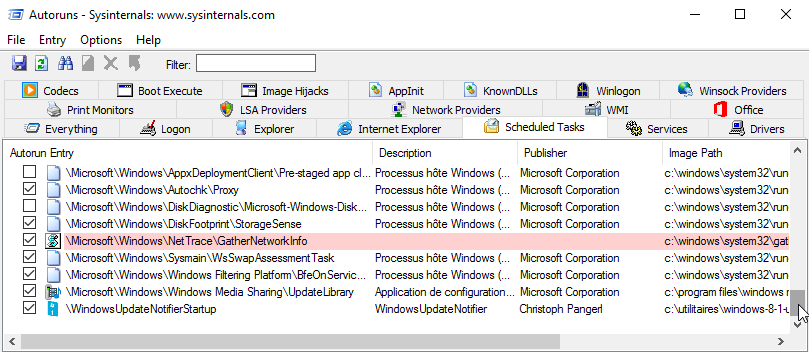 Autoruns - Sysinternals: www.sysinternals.com
File Entry Options Help
Filter:
Codecs Boot Execute Image Hijacks AppInit KnownDLLs Winlogon Winsock Providers
Print Monitors LSA Providers Network Providers WMI Office
Everything Logon Explorer Internet Explorer Scheduled Tasks Services Drivers
Autorun Entry Description Publisher Image Path
\Microsoft\Windows\AppxDeploymentClient\Pre-staged app cl... Processus hôte Windows (... Microsoft Corporation c:\windows\system32\run
\Microsoft\Windows\Autochk\Proxy Processus hôte Windows (... Microsoft Corporation c:\windows\system32\run
\Microsoft\Windows\DiskDiagnostic\Microsoft-Windows-Disk... Processus hôte Windows (... Microsoft Corporation c:\windows\system32\run
\Microsoft\Windows\DiskFootprint\StorageSense Processus hôte Windows (... Microsoft Corporation c:\windows\system32\run
\Microsoft\Windows\NetTrace\GatherNetworkInfo c:\windows\system32\gat
\Microsoft\Windows\Sysmain\WsSwapAssessmentTask Processus hôte Windows (... Microsoft Corporation c:\windows\system32\run
\Microsoft\Windows\Windows Filtering Platform\BfeOnServic... Processus hôte Windows (... Microsoft Corporation c:\windows\system32\run
\Microsoft\Windows\Windows Media Sharing\UpdateLibrary Application de configuration... Microsoft Corporation c:\program files\windows m
\WindowsUpdateNotifierStartup WindowsUpdateNotifier Christoph Pangerl c:\utilitaires\windows-8-1-u